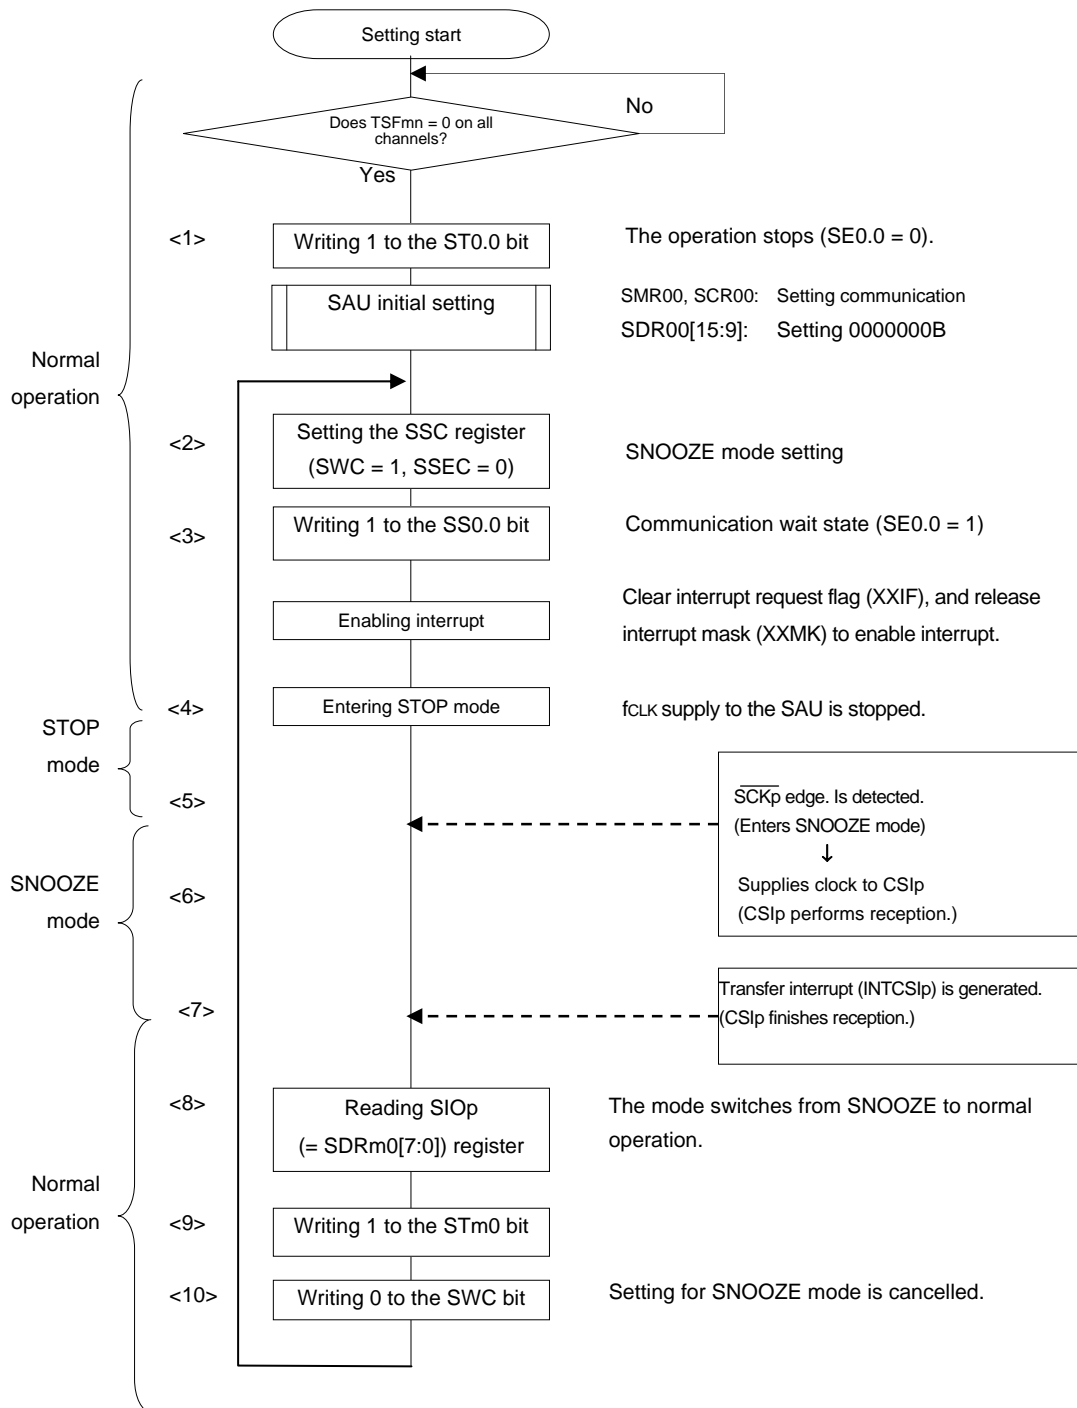 Setting start
No
Does TSFmn = 0 on all
channels?
Yes
<1>
Writing 1 to the ST0.0 bit
The operation stops (SE0.0 = 0).
SAU initial setting
SMR00, SCR00: Setting communication
SDR00[15:9]: Setting 0000000B
Normal
operation
<2>
Setting the SSC register
(SWC = 1, SSEC = 0)
SNOOZE mode setting
<3>
Writing 1 to the SS0.0 bit
Communication wait state (SE0.0 = 1)
Enabling interrupt
Clear interrupt request flag (XXIF), and release
interrupt mask (XXMK) to enable interrupt.
<4>
Entering STOP mode
fCLK supply to the SAU is stopped.
STOP
mode
<5>
SCKp edge. Is detected.
(Enters SNOOZE mode)
↓
Supplies clock to CSIp
(CSIp performs reception.)
SNOOZE
mode
<6>
<7>
Transfer interrupt (INTCSIp) is generated.
(CSIp finishes reception.)
<8>
Reading SIOp
(= SDRm0[7:0]) register
The mode switches from SNOOZE to normal
operation.
Normal
operation
<9>
Writing 1 to the STm0 bit
<10>
Writing 0 to the SWC bit
Setting for SNOOZE mode is cancelled.